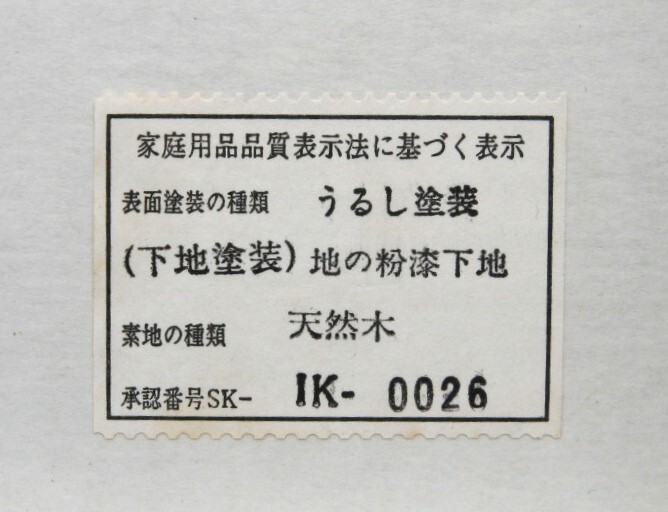 家庭用品品質表示法に基づく表示
表面塗装の種類 うるし塗装
(下地塗装) 地の粉漆下地
素地の種類 天然木
承認番号SK- IK- 0026